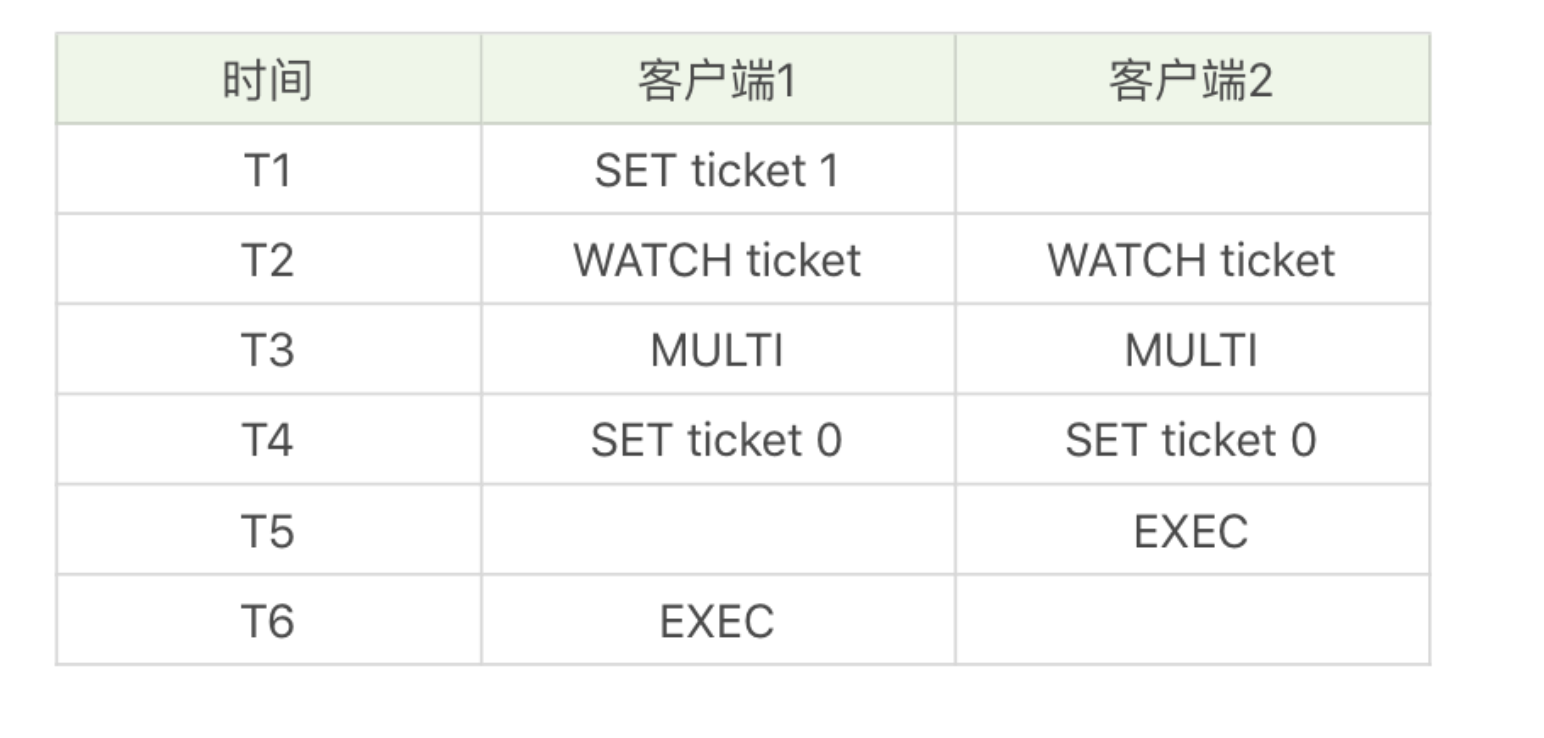 时间 客户端1 客户端2
T1 SET ticket 1
T2 WATCH ticket WATCH ticket
T3 MULTI MULTI
T4 SET ticket 0 SET ticket 0
T5 EXEC
T6 EXEC